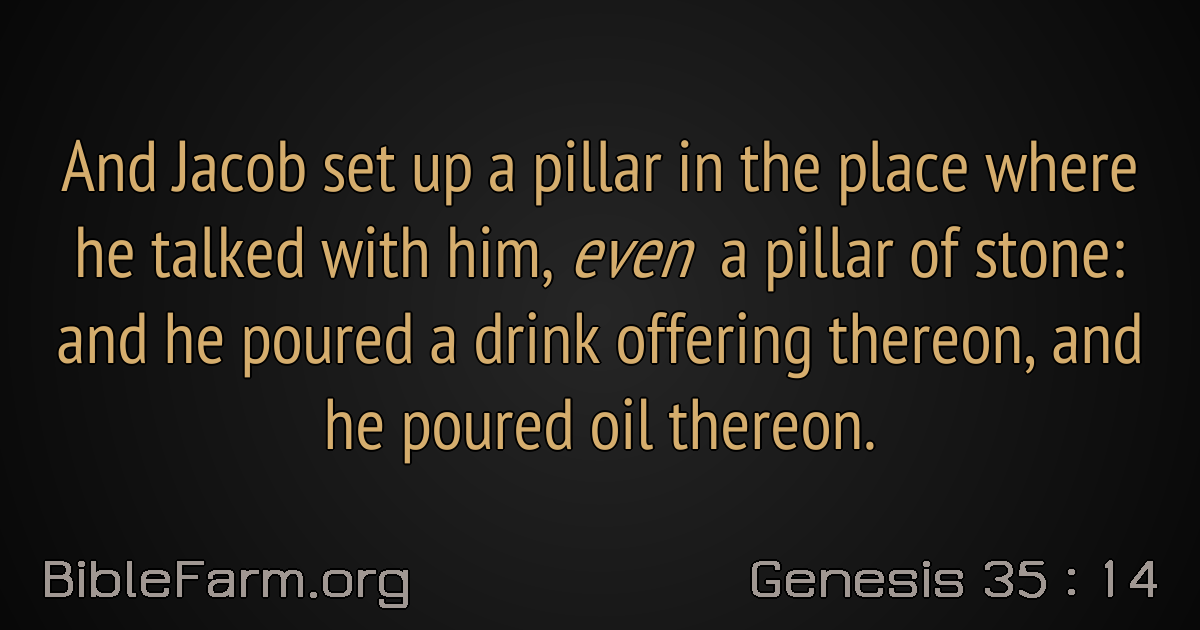 And Jacob set up a pillar in the place where
he talked with him, even a pillar of stone:
and he poured a drink offering thereon, and
he poured oil thereon.
BibleFarm.org
Genesis 35 : 14